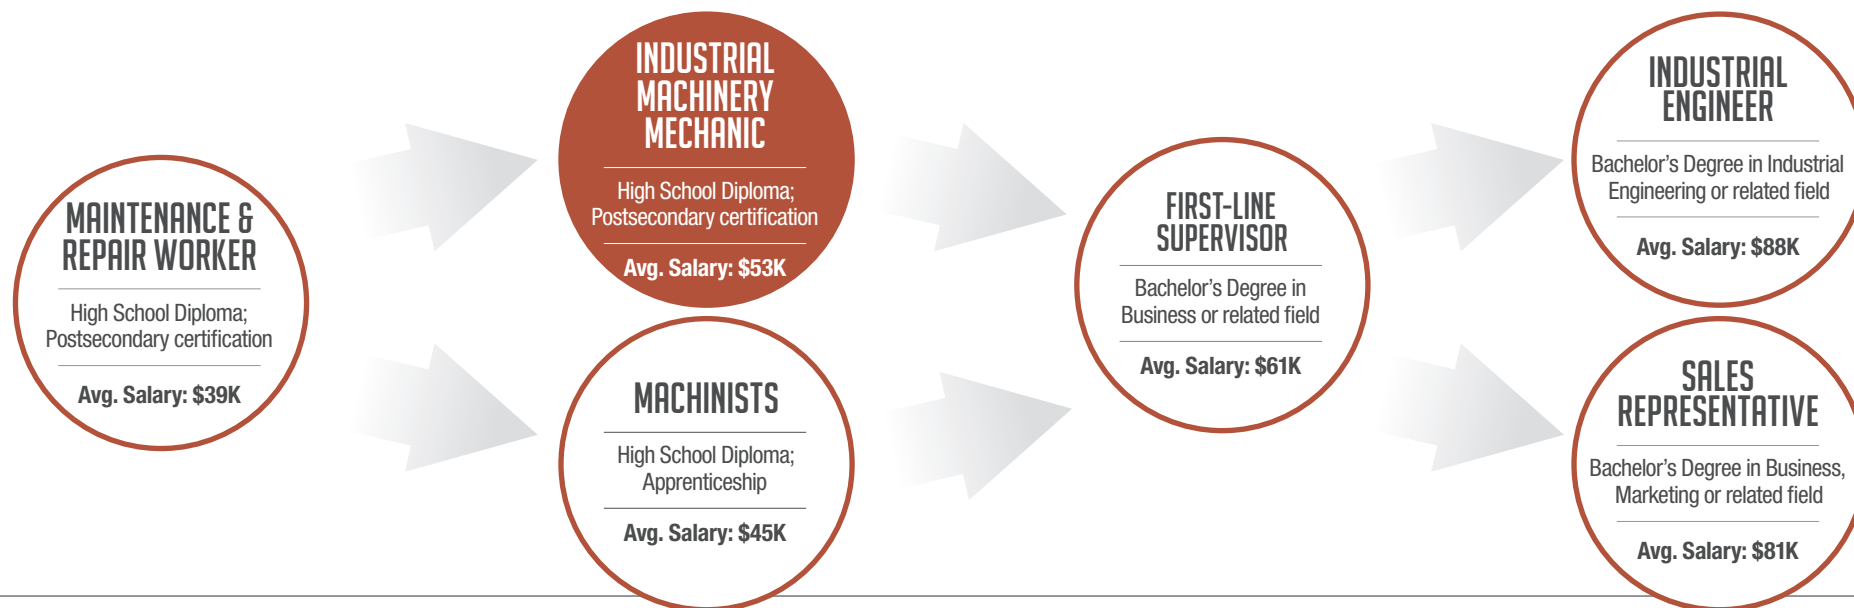 MAINTENANCE &
REPAIR WORKER
High School Diploma;
Postsecondary certification
Avg. Salary: $39K
INDUSTRIAL
MACHINERY
MECHANIC
High School Diploma;
Postsecondary certification
Avg. Salary: $53K
MACHINISTS
High School Diploma;
Apprenticeship
Avg. Salary: $45K
FIRST-LINE
SUPERVISOR
Bachelor's Degree in
Business or related field
Avg. Salary: $61K
INDUSTRIAL
ENGINEER
Bachelor's Degree in Industrial
Engineering or related field
Avg. Salary: $88K
SALES
REPRESENTATIVE
Bachelor's Degree in Business,
Marketing or related field
Avg. Salary: $81K